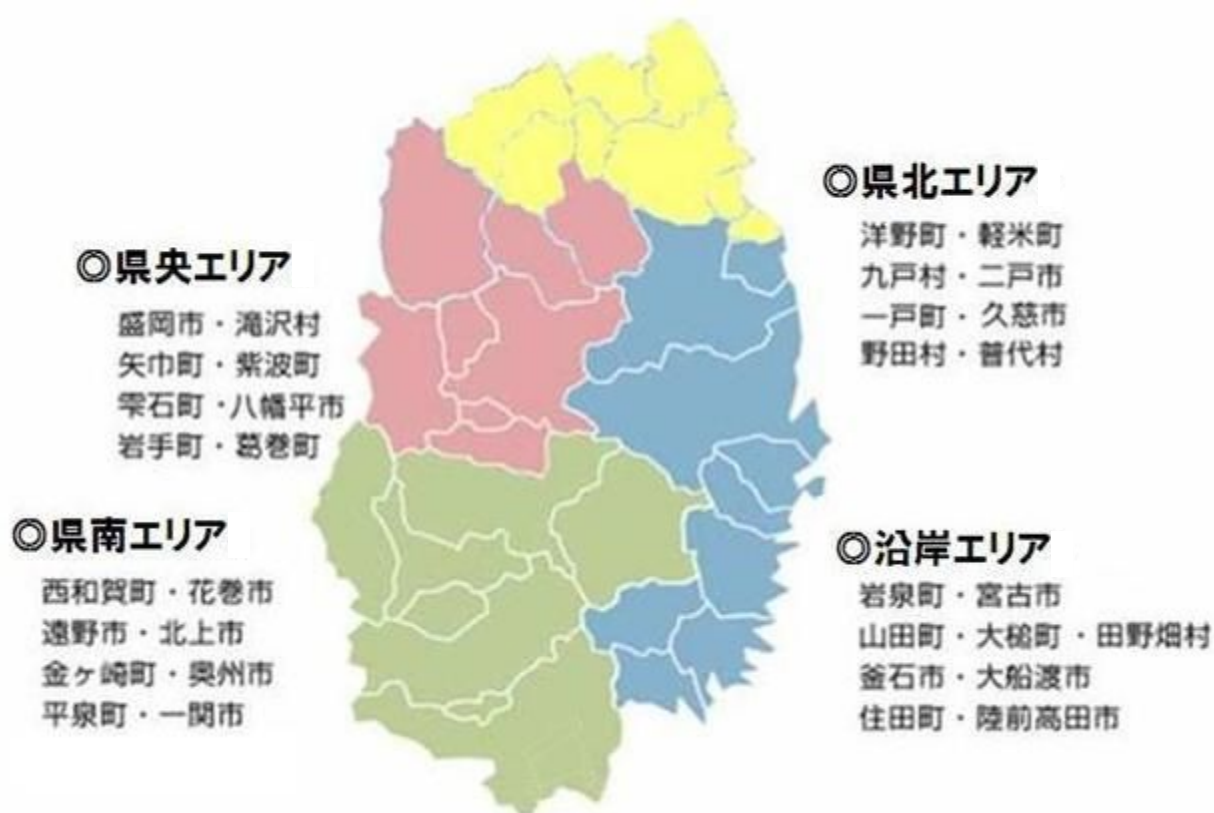 ◎県北エリア
洋野町・軽米町
九戸村・二戸市
一戸町・久慈市
野田村・普代村
◎県央エリア
盛岡市・滝沢村
矢巾町・紫波町
雫石町・八幡平市
岩手町・葛巻町
◎県南エリア
西和賀町・花巻市
遠野市・北上市
金ヶ崎町・奥州市
平泉町・一関市
◎沿岸エリア
岩泉町・宮古市
山田町・大槌町・田野畑村
釜石市・大船渡市
住田町・陸前高田市